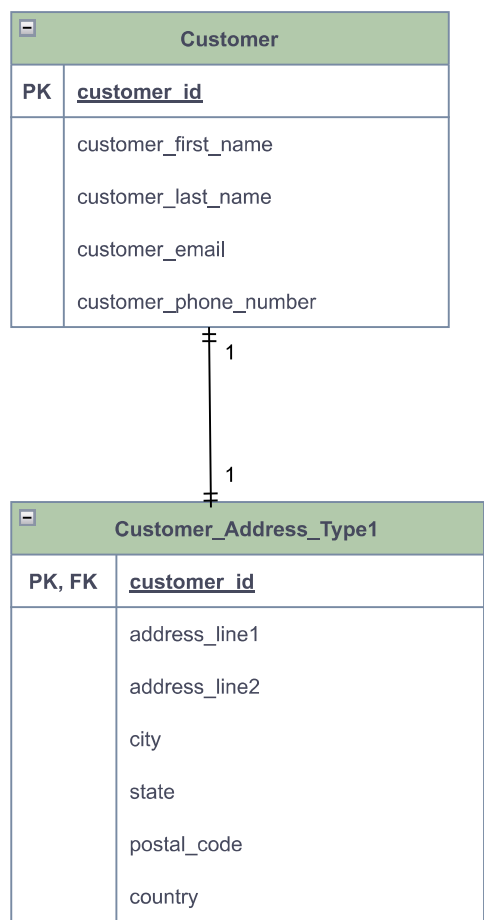 Customer
PK customer_id
customer_first_name
customer_last_name
customer_email
customer_phone_number
1
1
Customer_Address_Type1
PK, FK customer_id
address_line1
address_line2
city
state
postal_code
country